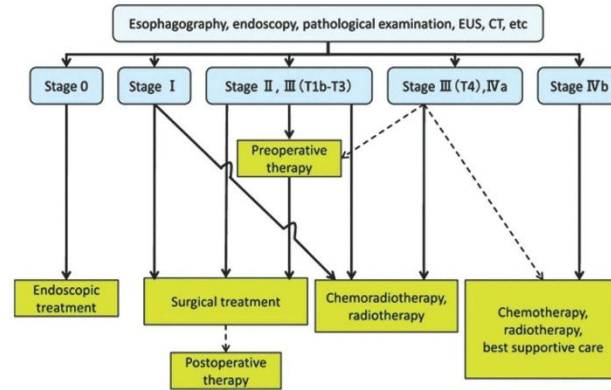 Esophagography, endoscopy, pathological examination, EUS, CT, etc
Stage 0
Stage Ⅰ
Stage Ⅱ, Ⅲ (T1b-T3)
Stage Ⅲ (T4), Ⅳa
Stage Ⅳb
Preoperative
therapy
Endoscopic
treatment
Surgical treatment
Chemoradiotherapy,
radiotherapy
Chemotherapy,
radiotherapy,
best supportive care
Postoperative
therapy